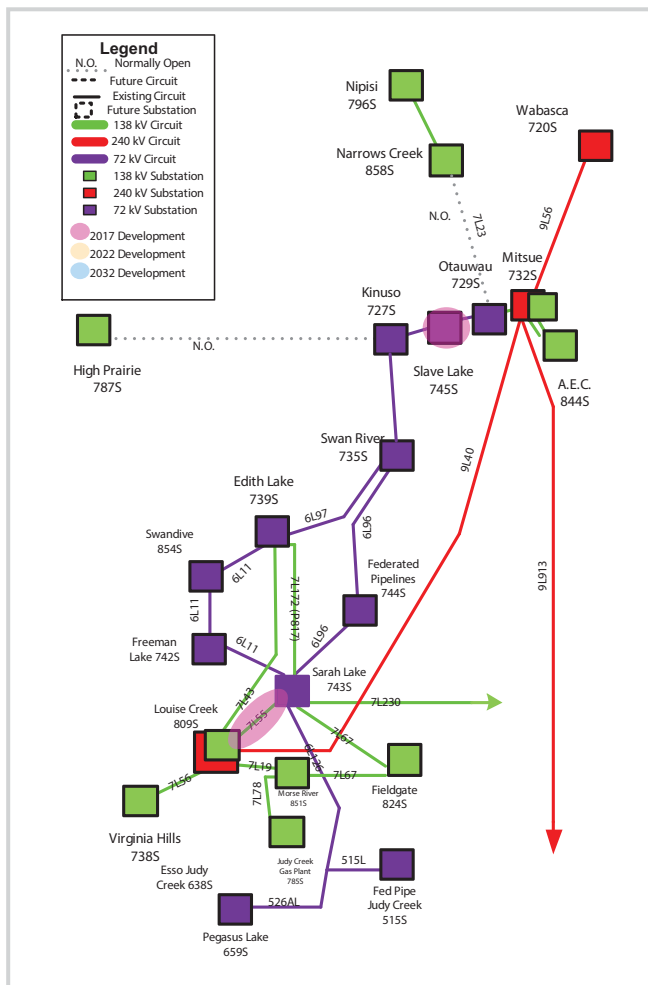 Legend
N.O. Normally Open
Future Circuit
Existing Circuit
Future Substation
138 kV Circuit
240 kV Circuit
72 kV Circuit
138 kV Substation
240 kV Substation
72 kV Substation
2017 Development
2022 Development
2032 Development
Nipisi
796S
Wabasca
720S
Narrows Creek
858S
N.O.
7L23
9L56
Otauwau
729S
Mitsue
732S
Kinuso
727S
N.O.
High Prairie
787S
Slave Lake
745S
A.E.C.
844S
Swan River
735S
9L40
Edith Lake
739S
6L97
6L96
Swandive
854S
6L11
7L172 (P817)
Federated
Pipelines
744S
9L913
6L11
6L11
6L96
Freeman
Lake 742S
Sarah Lake
743S
7L43
7L55
7L230
Louise Creek
809S
7L67
6L126
7L19
7L67
7L56
Morse River
851S
7L78
Fieldgate
824S
Virginia Hills
738S
Judy Creek
Gas Plant
785S
Esso Judy
Creek 638S
515L
Fed Pipe
Judy Creek
515S
526AL
Pegasus Lake
659S